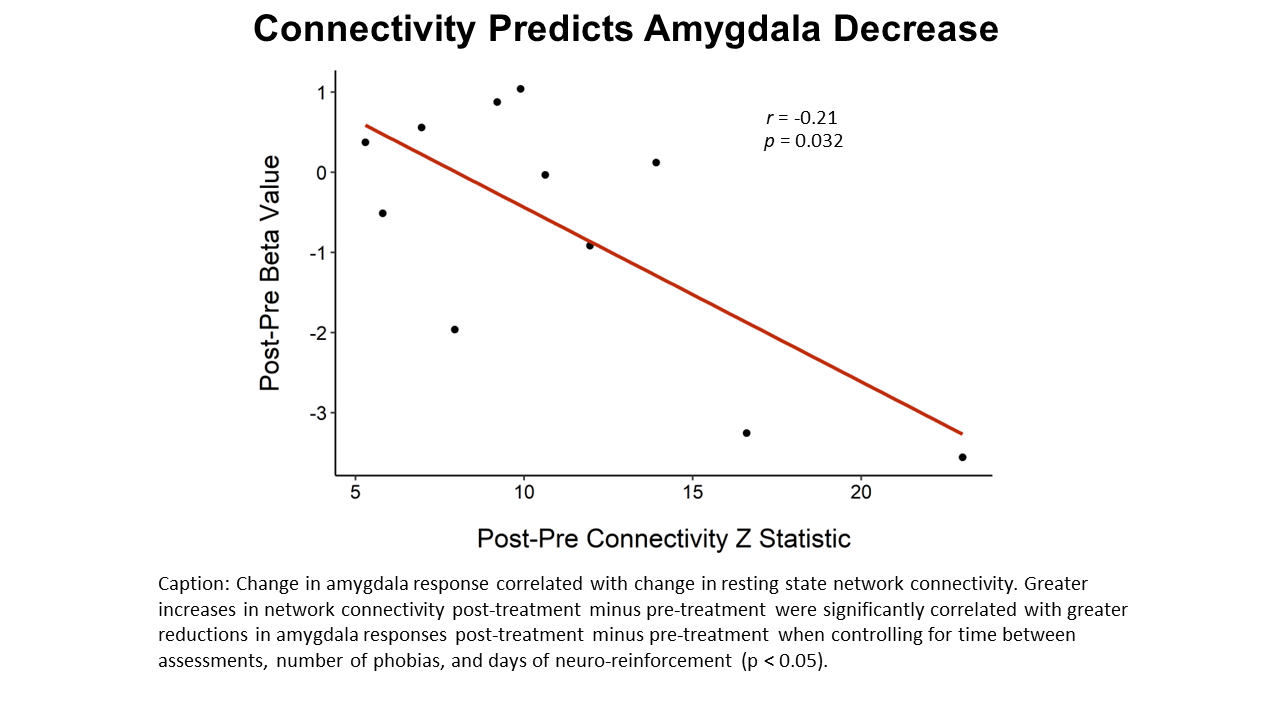 Connectivity Predicts Amygdala Decrease
1
0
-1
-2
-3
Post-Pre Beta Value
r = -0.21
p = 0.032
5 10 15 20
Post-Pre Connectivity Z Statistic
Caption: Change in amygdala response correlated with change in resting state network connectivity. Greater
increases in network connectivity post-treatment minus pre-treatment were significantly correlated with greater
reductions in amygdala responses post-treatment minus pre-treatment when controlling for time between
assessments, number of phobias, and days of neuro-reinforcement (p < 0.05).